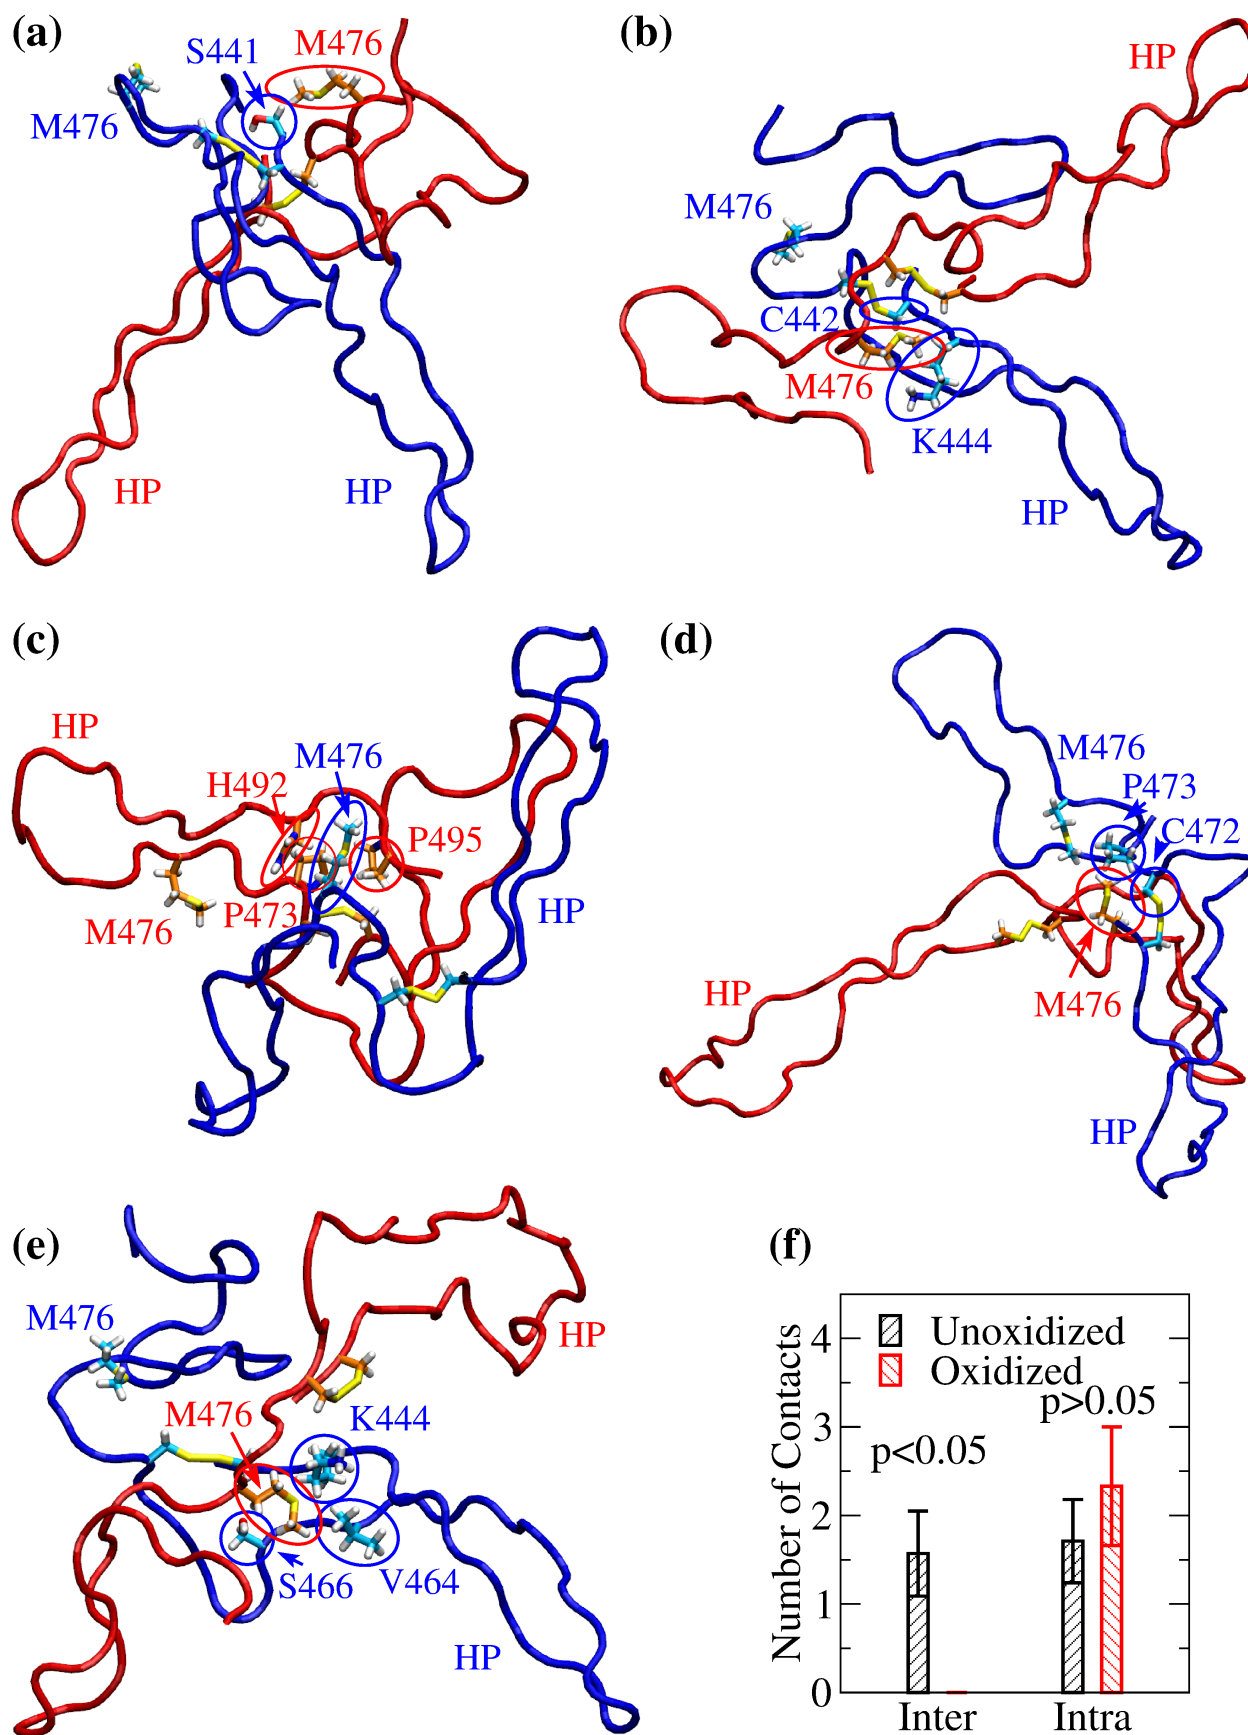 (a)
S441
M476
M476
HP
HP
(b)
HP
M476
C442
M476
K444
HP
(c)
HP
M476
H492
P495
M476
P473
HP
(d)
M476
P473
C472
HP
M476
HP
(e)
M476
HP
M476
K444
S466
V464
HP
(f)
Number of Contacts
4
3
2
1
0
Unoxidized
Oxidized
p>0.05
p<0.05
Inter
Intra